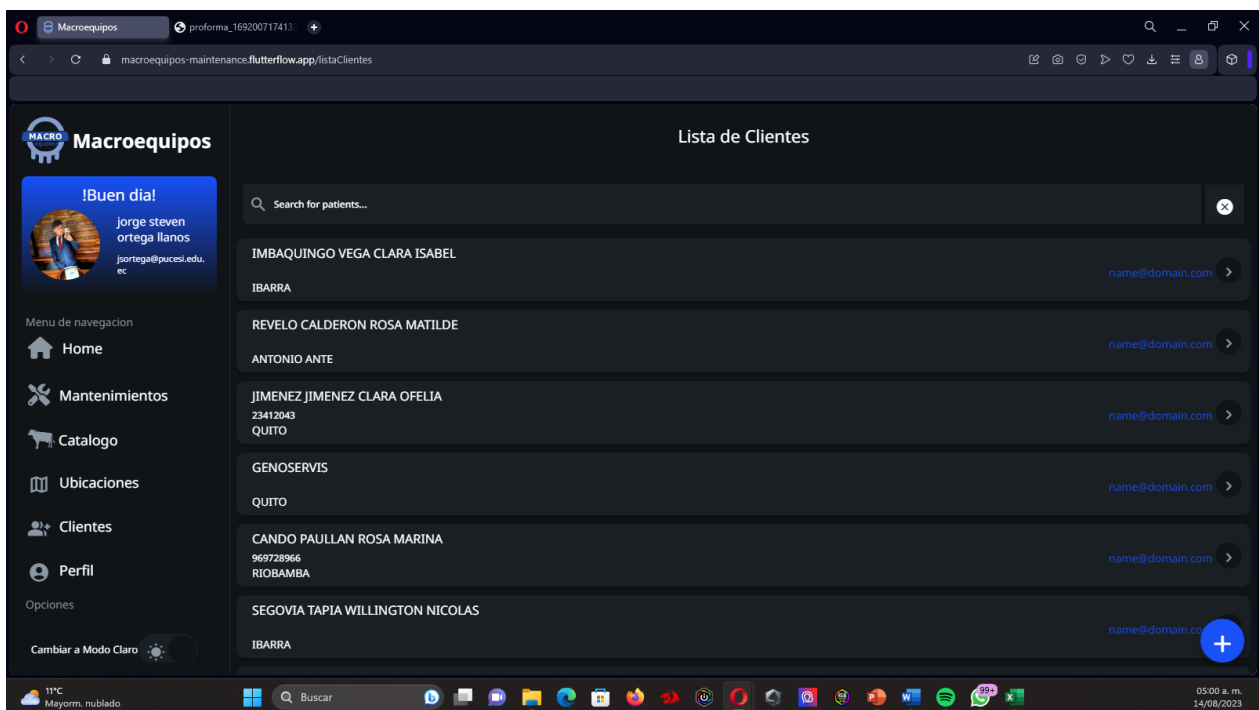 Macroequipos
proforma_1692007174133
macroequipos-maintenance.flutterflow.app/listaClientes
MACRO
Macroequipos
!Buen dia!
jorge steven
ortega llanos
jsortega@pucesi.edu.
ec
Menu de navegacion
Home
Mantenimientos
Catalogo
Ubicaciones
Clientes
Perfil
Opciones
Cambiar a Modo Claro
Lista de Clientes
Search for patients...
IMBAQUINGO VEGA CLARA ISABEL
IBARRA
name@domain.com
REVELO CALDERON ROSA MATILDE
ANTONIO ANTE
name@domain.com
JIMENEZ JIMENEZ CLARA OFELIA
23412043
QUITO
name@domain.com
GENOSERVIS
QUITO
name@domain.com
CANDO PAULLAN ROSA MARINA
969728966
RIOBAMBA
name@domain.com
SEGOVIA TAPIA WILLINGTON NICOLAS
IBARRA
name@domain.co
11°C
Mayorm. nublado
Buscar
99+
05:00 a. m.
14/08/2023